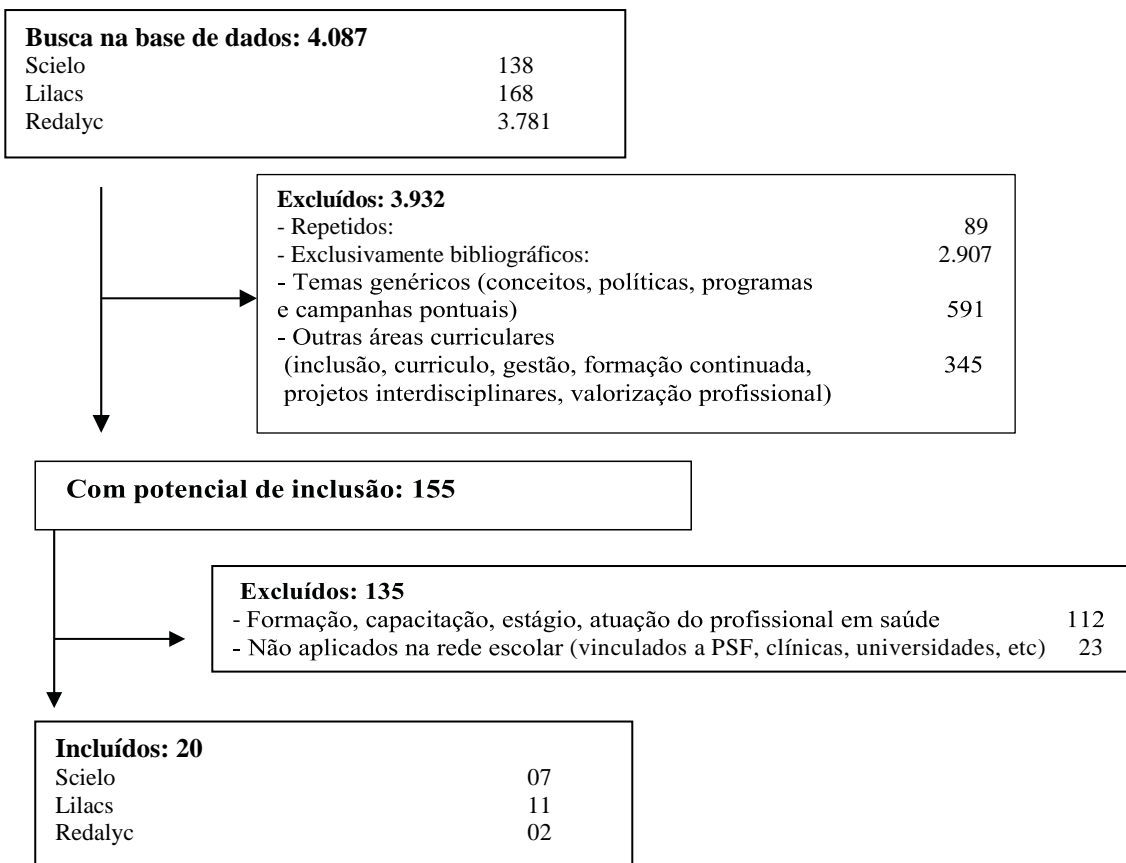 Busca na base de dados: 4.087
Scielo 138
Lilacs 168
Redalyc 3.781
Excluídos: 3.932
- Repetidos: 89
- Exclusivamente bibliográficos: 2.907
- Temas genéricos (conceitos, políticas, programas
e campanhas pontuais) 591
- Outras áreas curriculares
(inclusão, curriculo, gestão, formação continuada, 345
projetos interdisciplinares, valorização profissional)
Com potencial de inclusão: 155
Excluídos: 135
- Formação, capacitação, estágio, atuação do profissional em saúde 112
- Não aplicados na rede escolar (vinculados a PSF, clínicas, universidades, etc) 23
Incluídos: 20
Scielo 07
Lilacs 11
Redalyc 02